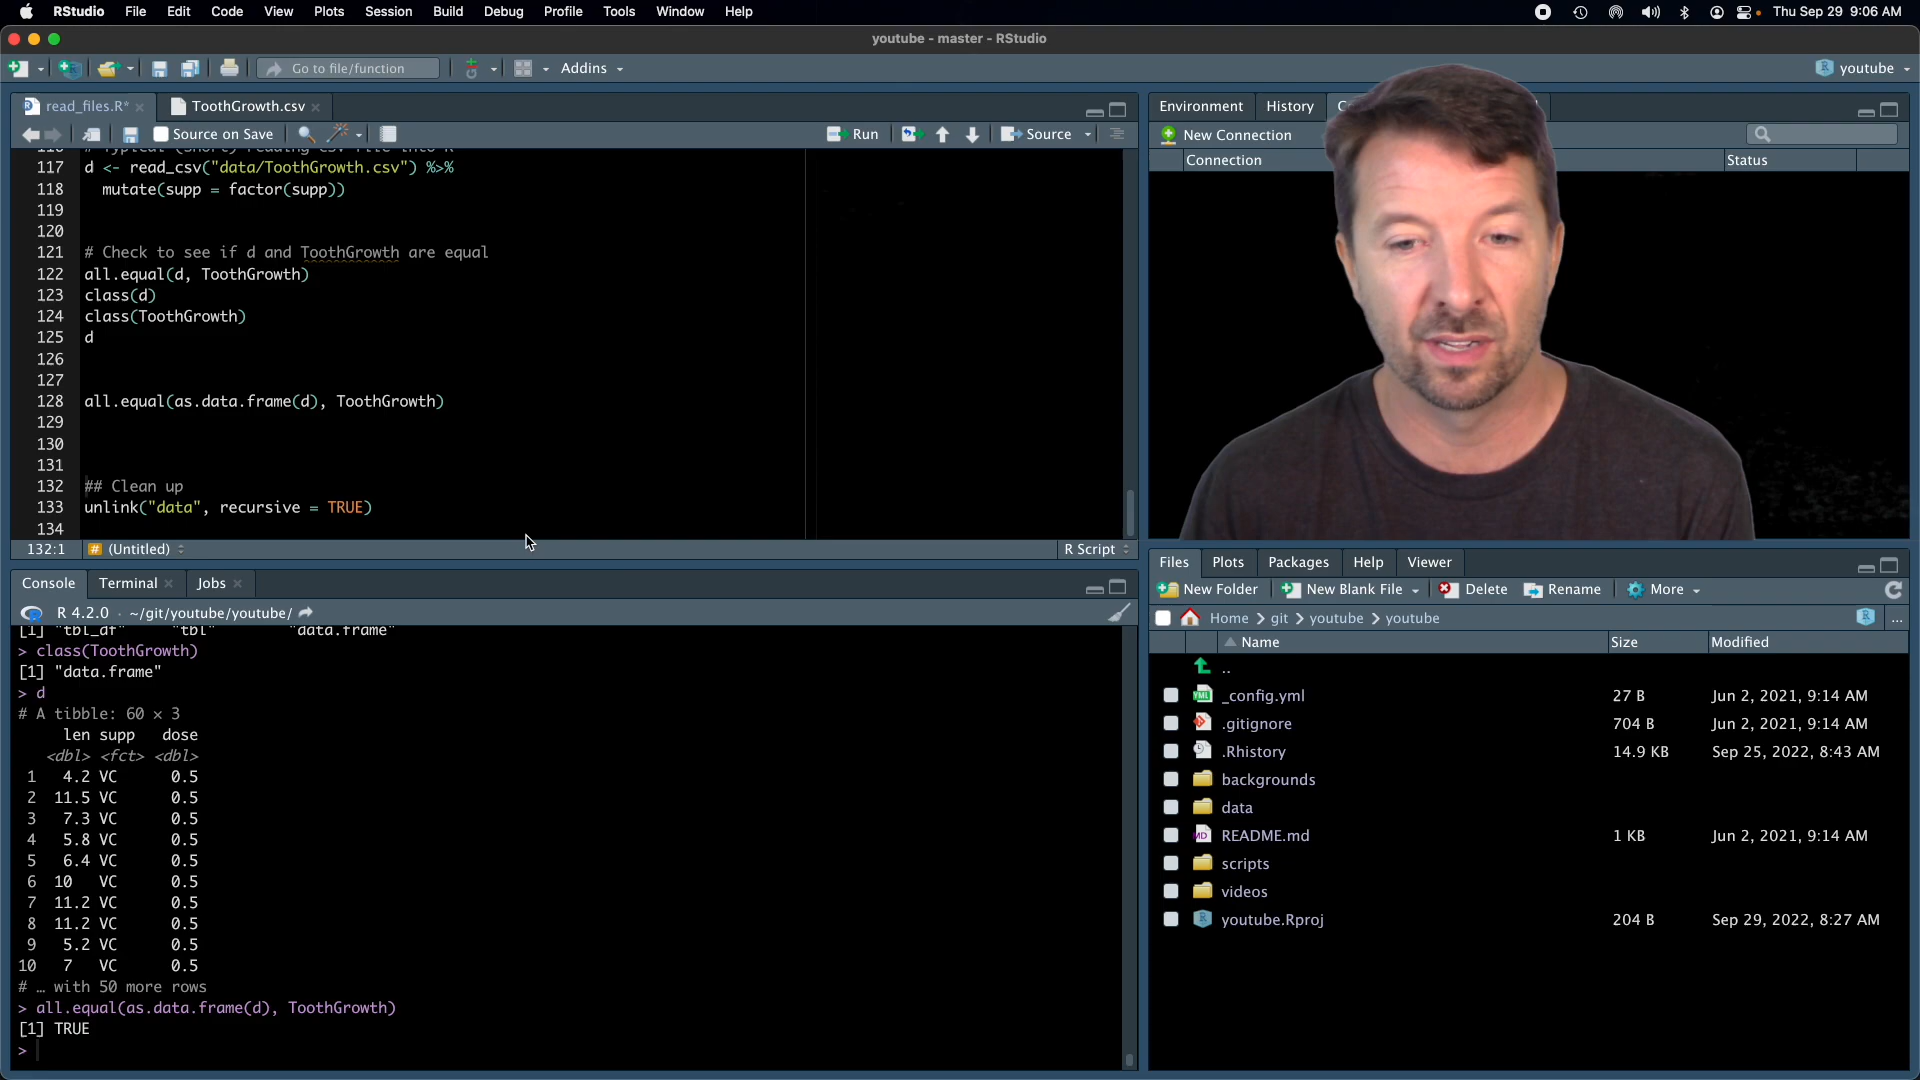 RStudio File Edit Code View Plots Session Build Debug Profile Tools Window Help Thu Sep 29 9:06 AM
youtube - master - RStudio
Go to file/function Addins youtube
read_files.R* ToothGrowth.csv
Source on Save Run Source
117 d <- read_csv("data/ToothGrowth.csv") %>%
118 mutate(supp = factor(supp))
119
120
121 # Check to see if d and ToothGrowth are equal
122 all.equal(d, ToothGrowth)
123 class(d)
124 class(ToothGrowth)
125 d
126
127
128 all.equal(as.data.frame(d), ToothGrowth)
129
130
131
132 ## Clean up
133 unlink("data", recursive = TRUE)
134
132:1 # (Untitled) R Script
Console Terminal Jobs
R 4.2.0 · ~/git/youtube/youtube/
[1] "tbl_df" "tbl" "data.frame"
> class(ToothGrowth)
[1] "data.frame"
> d
# A tibble: 60 × 3
len supp dose
<dbl> <fct> <dbl>
1 4.2 VC 0.5
2 11.5 VC 0.5
3 7.3 VC 0.5
4 5.8 VC 0.5
5 6.4 VC 0.5
6 10 VC 0.5
7 11.2 VC 0.5
8 11.2 VC 0.5
9 5.2 VC 0.5
10 7 VC 0.5
# … with 50 more rows
> all.equal(as.data.frame(d), ToothGrowth)
[1] TRUE
>
Environment History
New Connection
Connection Status
Files Plots Packages Help Viewer
New Folder New Blank File Delete Rename More
Home > git > youtube > youtube ...
Name Size Modified
..
_config.yml 27 B Jun 2, 2021, 9:14 AM
.gitignore 704 B Jun 2, 2021, 9:14 AM
.Rhistory 14.9 KB Sep 25, 2022, 8:43 AM
backgrounds
data
README.md 1 KB Jun 2, 2021, 9:14 AM
scripts
videos
youtube.Rproj 204 B Sep 29, 2022, 8:27 AM